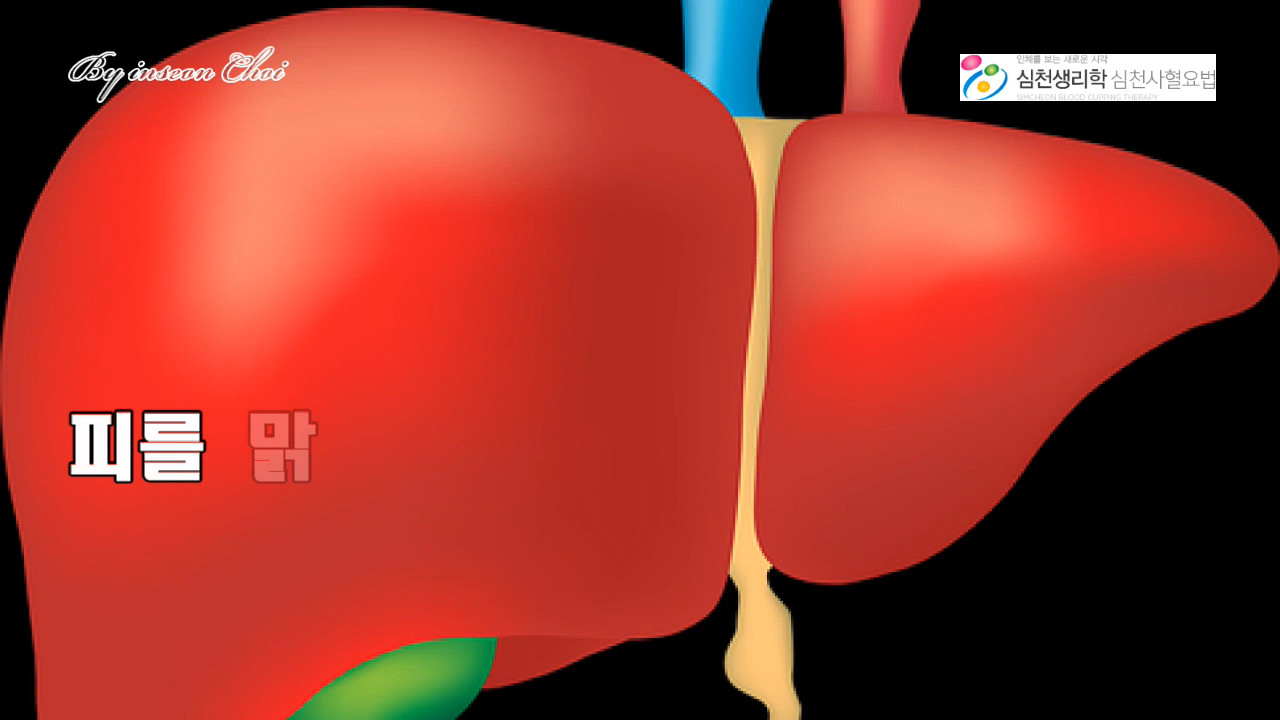 By inseon Choi
인체를 보는 새로운 시각
심천생리학 심천사혈요법
SIMCHEON BLOOD CUPPING THERAPY
피를 맑